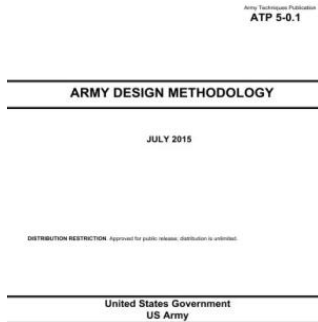 Army Techniques Publication
ATP 5-0.1
ARMY DESIGN METHODOLOGY
JULY 2015
DISTRIBUTION RESTRICTION. Approved for public release; distribution is unlimited.
United States Government
US Army